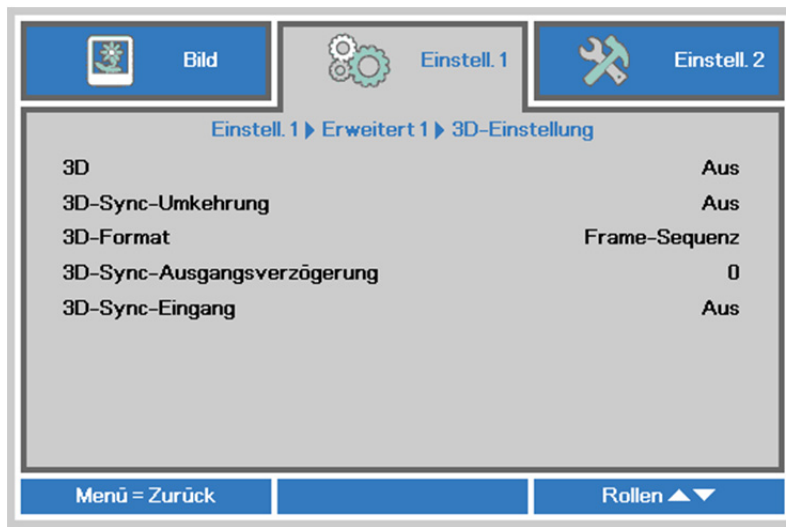 Bild
Einstell. 1
Einstell. 2
Einstell. 1 ▶ Erweitert 1 ▶ 3D-Einstellung
3D Aus
3D-Sync-Umkehrung Aus
3D-Format Frame-Sequenz
3D-Sync-Ausgangsverzögerung 0
3D-Sync-Eingang Aus
Menü = Zurück
Rollen ▲▼